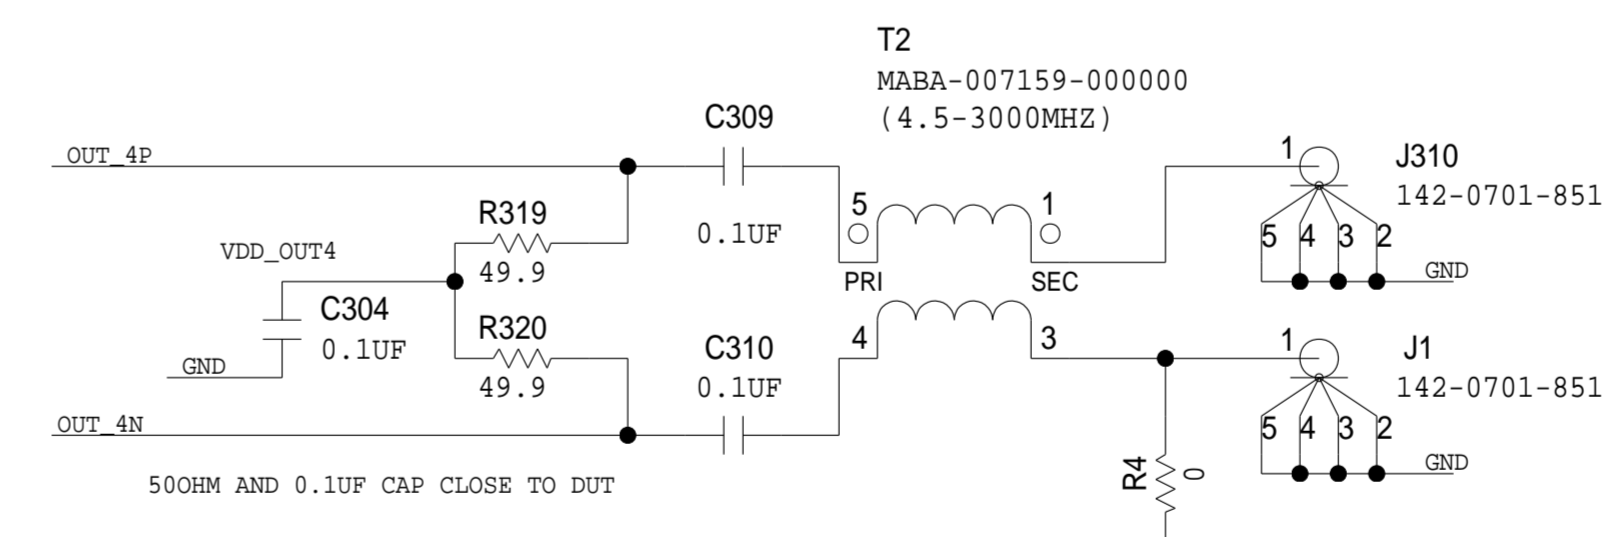 T2
MABA-007159-000000
(4.5-3000MHZ)
C309
0.1UF
OUT_4P
R319
49.9
VDD_OUT4
C304
0.1UF
GND
R320
49.9
OUT_4N
C310
0.1UF
5
1
PRI
SEC
4
3
1
J310
142-0701-851
5
4
3
2
GND
1
J1
142-0701-851
5
4
3
2
GND
R4
0
50OHM AND 0.1UF CAP CLOSE TO DUT